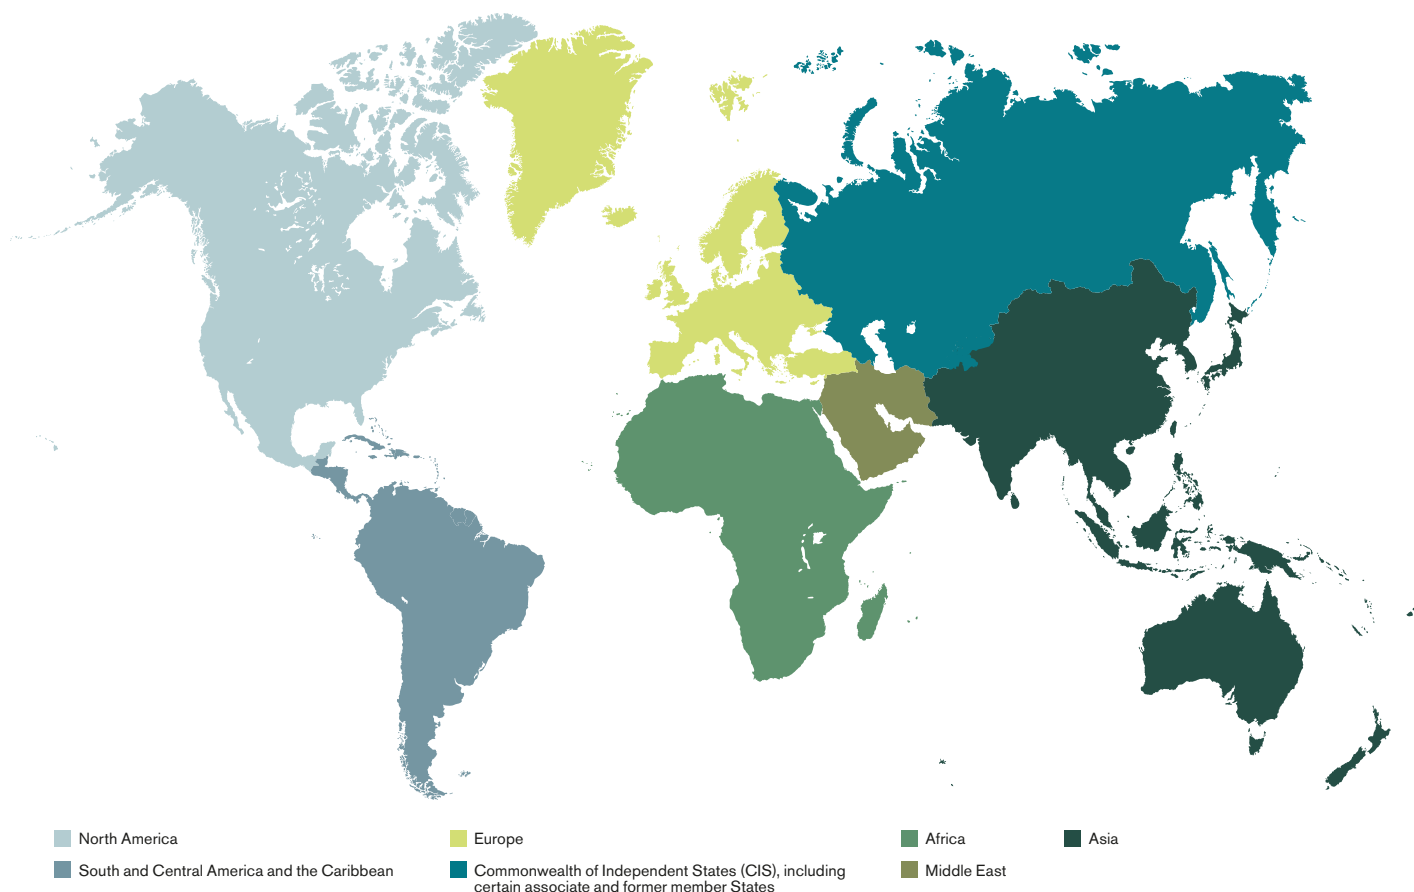 North America
South and Central America and the Caribbean
Europe
Commonwealth of Independent States (CIS), including
certain associate and former member States
Africa
Middle East
Asia